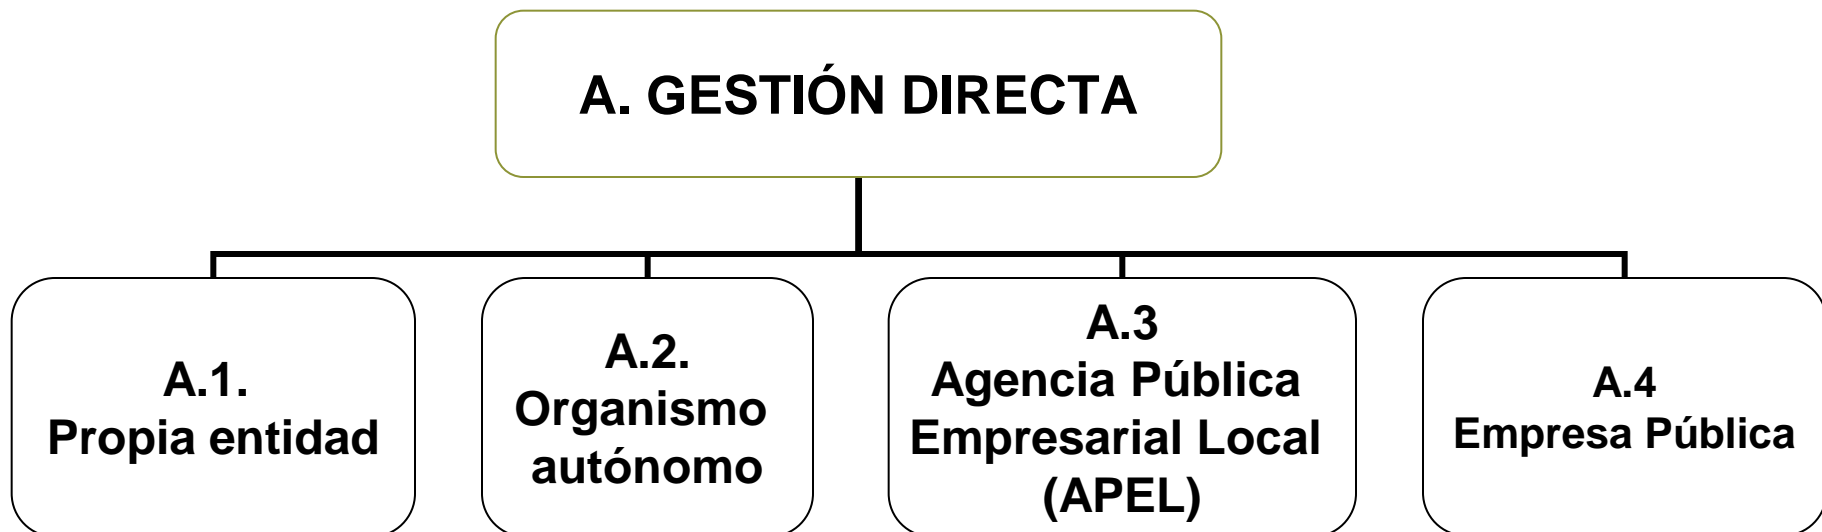 A. GESTIÓN DIRECTA
A.1.
Propia entidad
A.2.
Organismo
autónomo
A.3
Agencia Pública
Empresarial Local
(APEL)
A.4
Empresa Pública